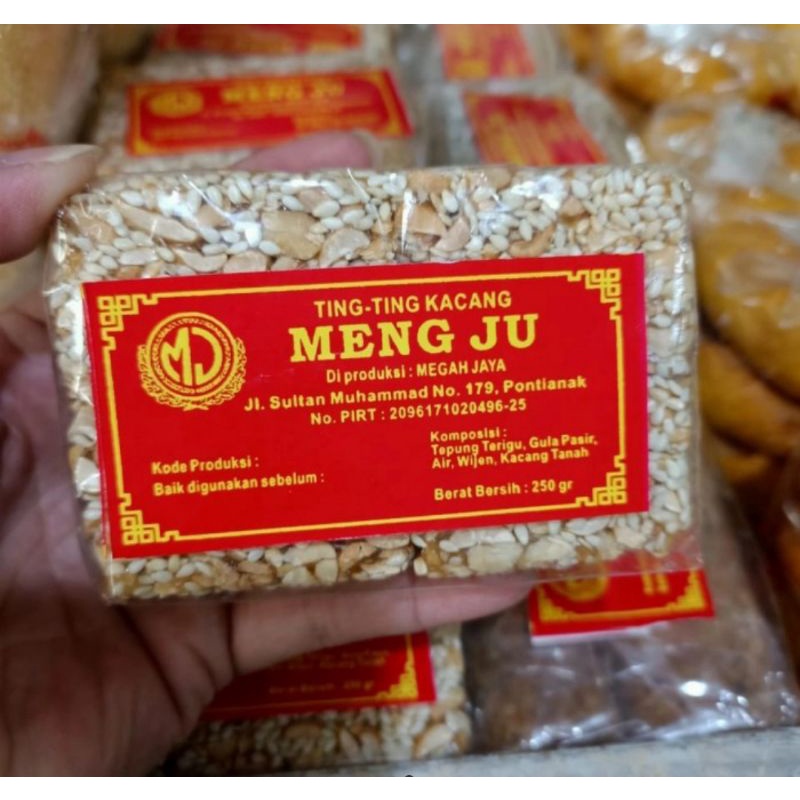 MENG JU
TING-TING KACANG
MENG JU
Di produksi : MEGAH JAYA
Jl. Sultan Muhammad No. 179, Pontianak
No. PIRT : 2096171020496-25
MJ
Kode Produksi :
Baik digunakan sebelum :
Komposisi :
Tepung Terigu, Gula Pasir,
Air, Wijen, Kacang Tanah
Berat Bersih : 250 gr